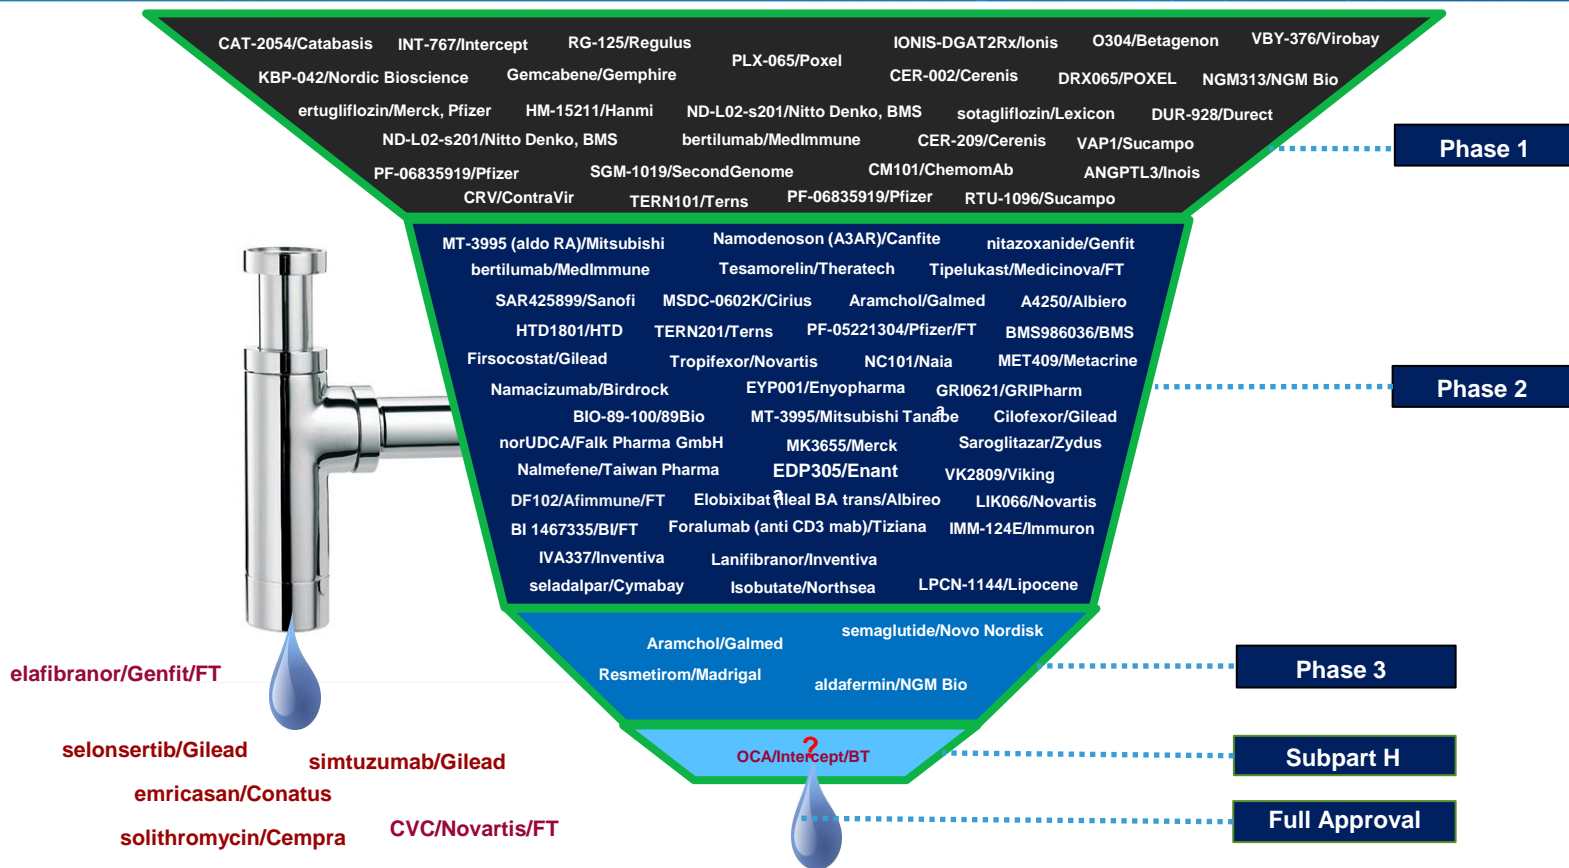 CAT-2054/Catabasis INT-767/Intercept RG-125/Regulus IONIS-DGAT2Rx/Ionis O304/Betagenon VBY-376/Virobay
PLX-065/Poxel
KBP-042/Nordic Bioscience Gemcabene/Gemphire CER-002/Cerenis DRX065/POXEL NGM313/NGM Bio
ertugliflozin/Merck, Pfizer HM-15211/Hanmi ND-L02-s201/Nitto Denko, BMS sotagliflozin/Lexicon DUR-928/Durect
ND-L02-s201/Nitto Denko, BMS bertilumab/MedImmune CER-209/Cerenis VAP1/Sucampo
Phase 1
PF-06835919/Pfizer SGM-1019/SecondGenome CM101/ChemomAb ANGPTL3/Inois
CRV/ContraVir TERN101/Terns PF-06835919/Pfizer RTU-1096/Sucampo
MT-3995 (aldo RA)/Mitsubishi Namodenoson (A3AR)/Canfite nitazoxanide/Genfit
bertilumab/MedImmune Tesamorelin/Theratech Tipelukast/Medicinova/FT
SAR425899/Sanofi MSDC-0602K/Cirius Aramchol/Galmed A4250/Albiero
HTD1801/HTD TERN201/Terns PF-05221304/Pfizer/FT BMS986036/BMS
Firsocostat/Gilead Tropifexor/Novartis NC101/Naia MET409/Metacrine
Namacizumab/Birdrock EYP001/Enyopharma GRI0621/GRIPharm
a
Phase 2
BIO-89-100/89Bio MT-3995/Mitsubishi Tanabe Cilofexor/Gilead
norUDCA/Falk Pharma GmbH MK3655/Merck Saroglitazar/Zydus
Nalmefene/Taiwan Pharma EDP305/Enant
a
VK2809/Viking
DF102/Afimmune/FT Elobixibat (ileal BA trans/Albireo LIK066/Novartis
BI 1467335/BI/FT Foralumab (anti CD3 mab)/Tiziana IMM-124E/Immuron
IVA337/Inventiva Lanifibranor/Inventiva
seladalpar/Cymabay Isobutate/Northsea LPCN-1144/Lipocene
Aramchol/Galmed semaglutide/Novo Nordisk
Resmetirom/Madrigal aldafermin/NGM Bio
Phase 3
elafibranor/Genfit/FT
selonsertib/Gilead simtuzumab/Gilead
?
OCA/Intercept/BT
Subpart H
emricasan/Conatus
solithromycin/Cempra CVC/Novartis/FT
Full Approval